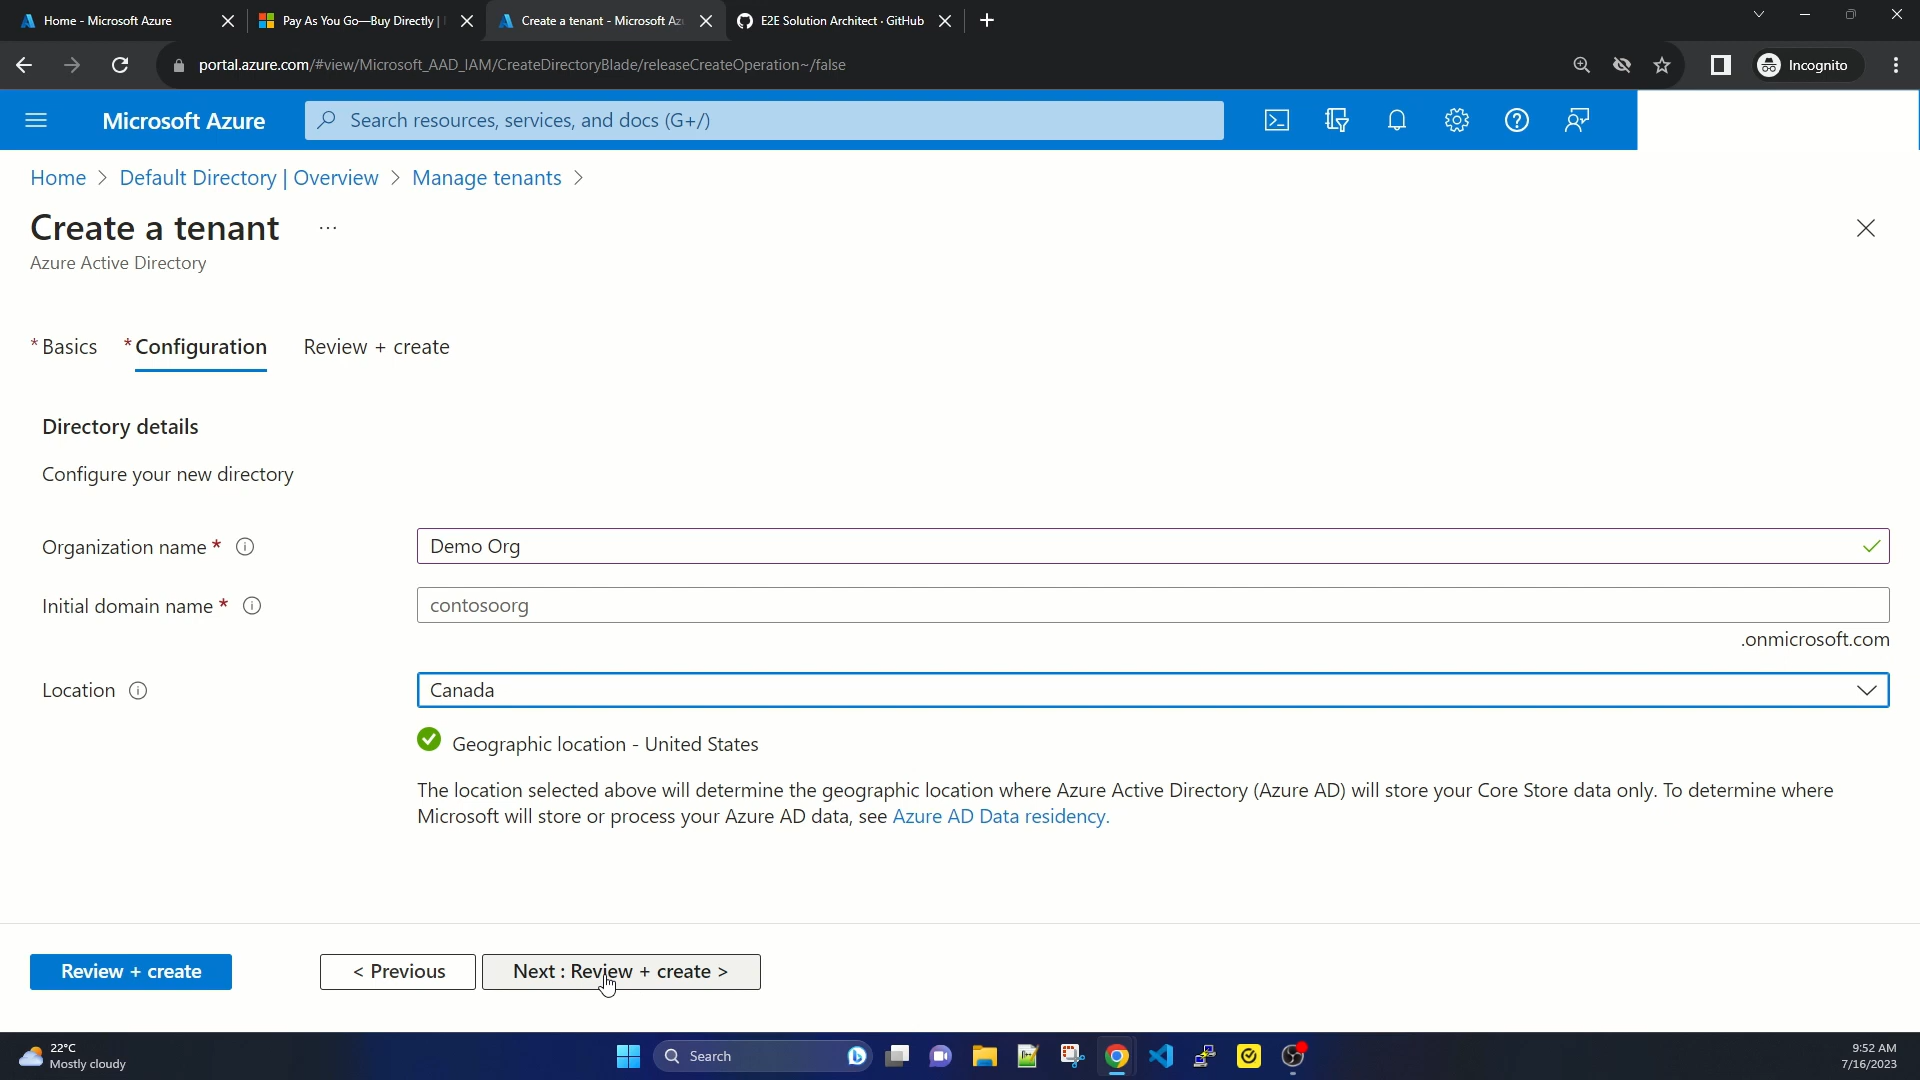 Home - Microsoft Azure
Pay As You Go—Buy Directly |
Create a tenant - Microsoft Az
E2E Solution Architect · GitHub
portal.azure.com/#view/Microsoft_AAD_IAM/CreateDirectoryBlade/releaseCreateOperation~/false
Incognito
Microsoft Azure
Search resources, services, and docs (G+/)
Home > Default Directory | Overview > Manage tenants >
Create a tenant ...
Azure Active Directory
* Basics * Configuration Review + create
Directory details
Configure your new directory
Organization name *
Demo Org
Initial domain name *
contosoorg
.onmicrosoft.com
Location
Canada
Geographic location - United States
The location selected above will determine the geographic location where Azure Active Directory (Azure AD) will store your Core Store data only. To determine where
Microsoft will store or process your Azure AD data, see Azure AD Data residency.
Review + create
< Previous
Next : Review + create >
22°C
Mostly cloudy
Search
9:52 AM
7/16/2023